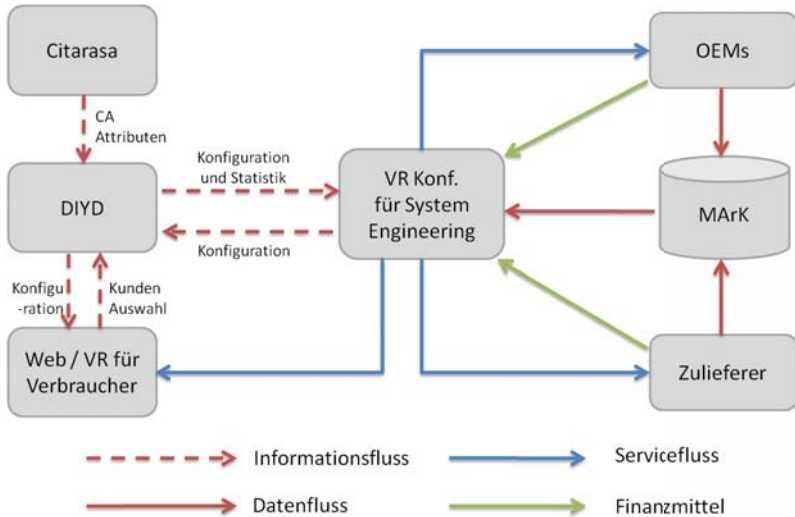 Citarasa
OEMs
CA
Attributen
Konfiguration
und Statistik
DIYD
VR Konf.
für System
Engineering
MArK
Konfiguration
Konfigu
-ration
Kunden
Auswahl
Web / VR für
Verbraucher
Zulieferer
Informationsfluss
Servicefluss
Datenfluss
Finanzmittel